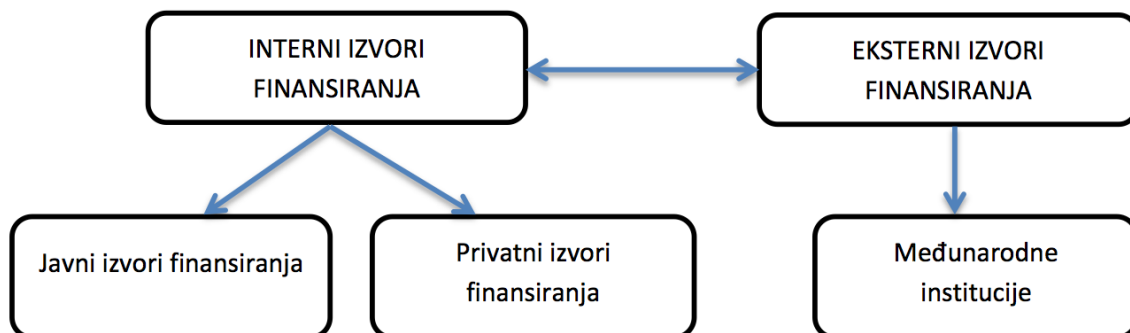 INTERNI IZVORI
FINANSIRANJA
EKSTERNI IZVORI
FINANSIRANJA
Javni izvori finansiranja
Privatni izvori
finansiranja
Međunarodne
institucije